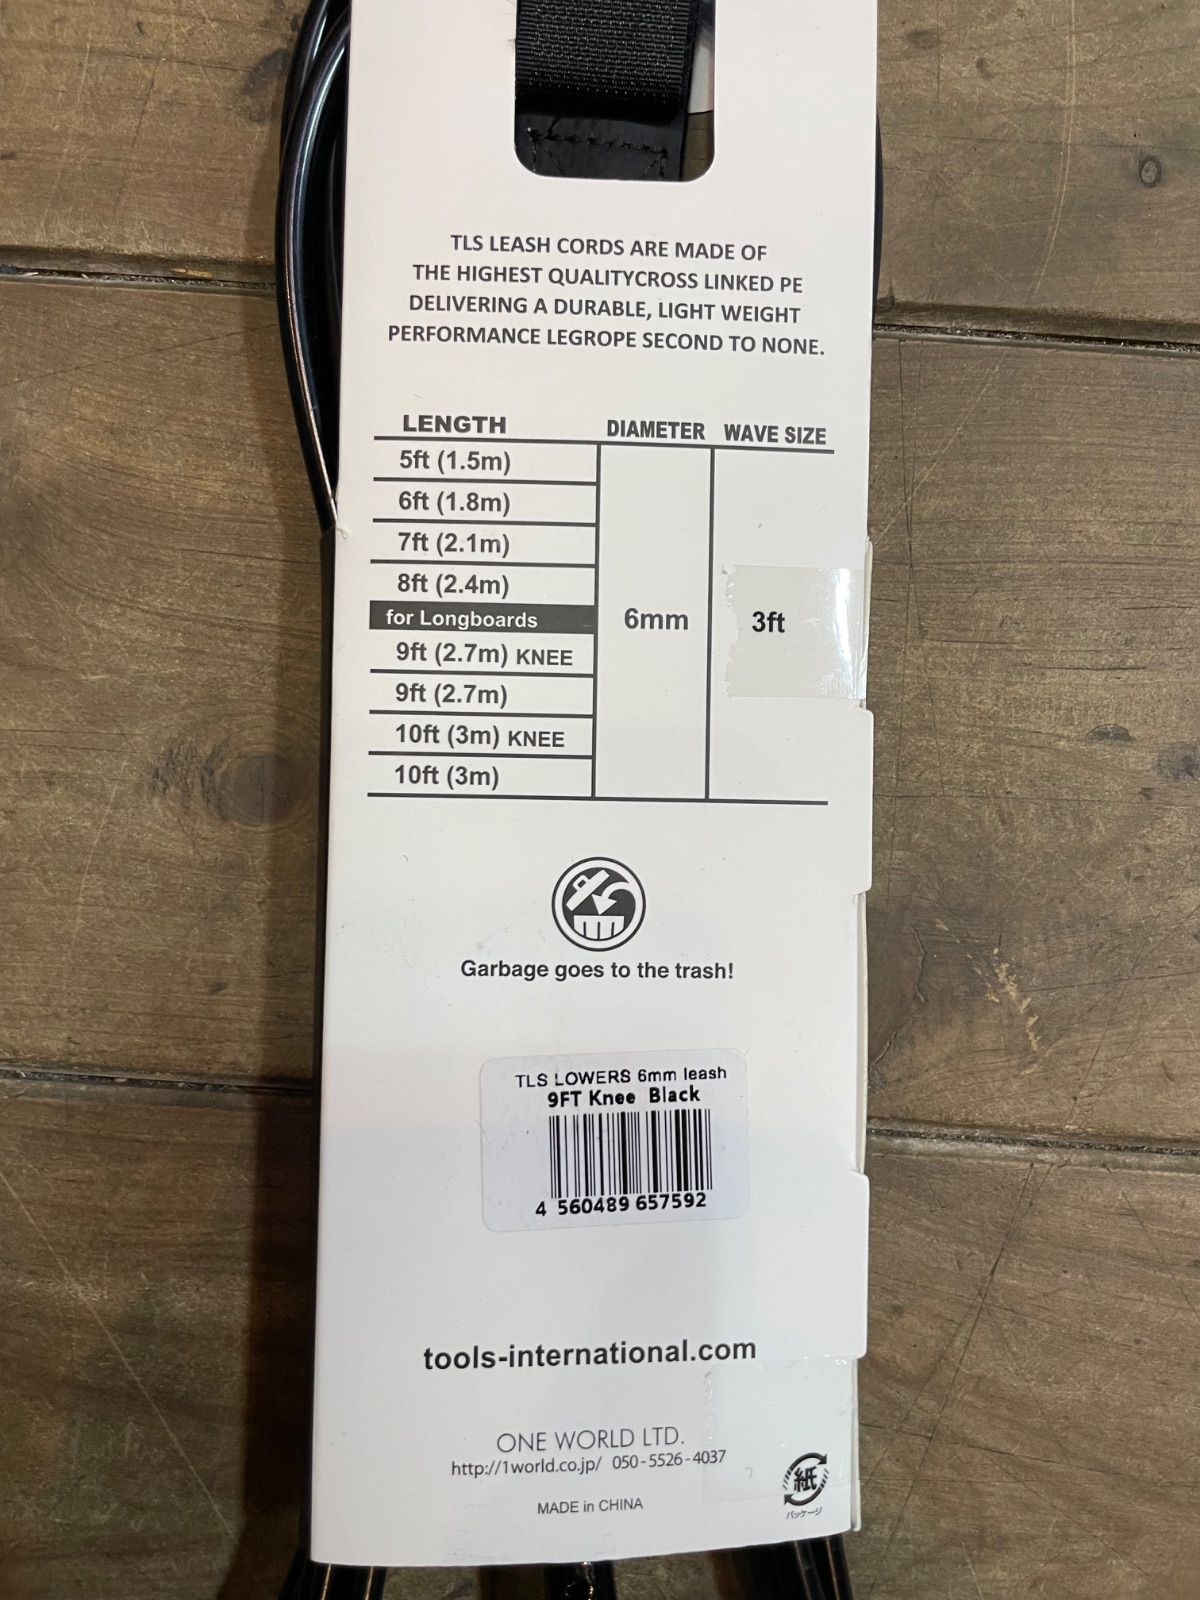 TLS LEASH CORDS ARE MADE OF
THE HIGHEST QUALITYCROSS LINKED PE
DELIVERING A DURABLE, LIGHT WEIGHT
PERFORMANCE LEGROPE SECOND TO NONE.
LENGTH DIAMETER WAVE SIZE
5ft (1.5m)
6ft (1.8m)
7ft (2.1m)
8ft (2.4m)
for Longboards
6mm 3ft
9ft (2.7m) KNEE
9ft (2.7m)
10ft (3m) KNEE
10ft (3m)
Garbage goes to the trash!
TLS LOWERS 6mm leash
9FT Knee Black
4 560489 657592
tools-international.com
ONE WORLD LTD.
http://1world.co.jp/ 050-5526-4037
MADE in CHINA
紙
パッケージ